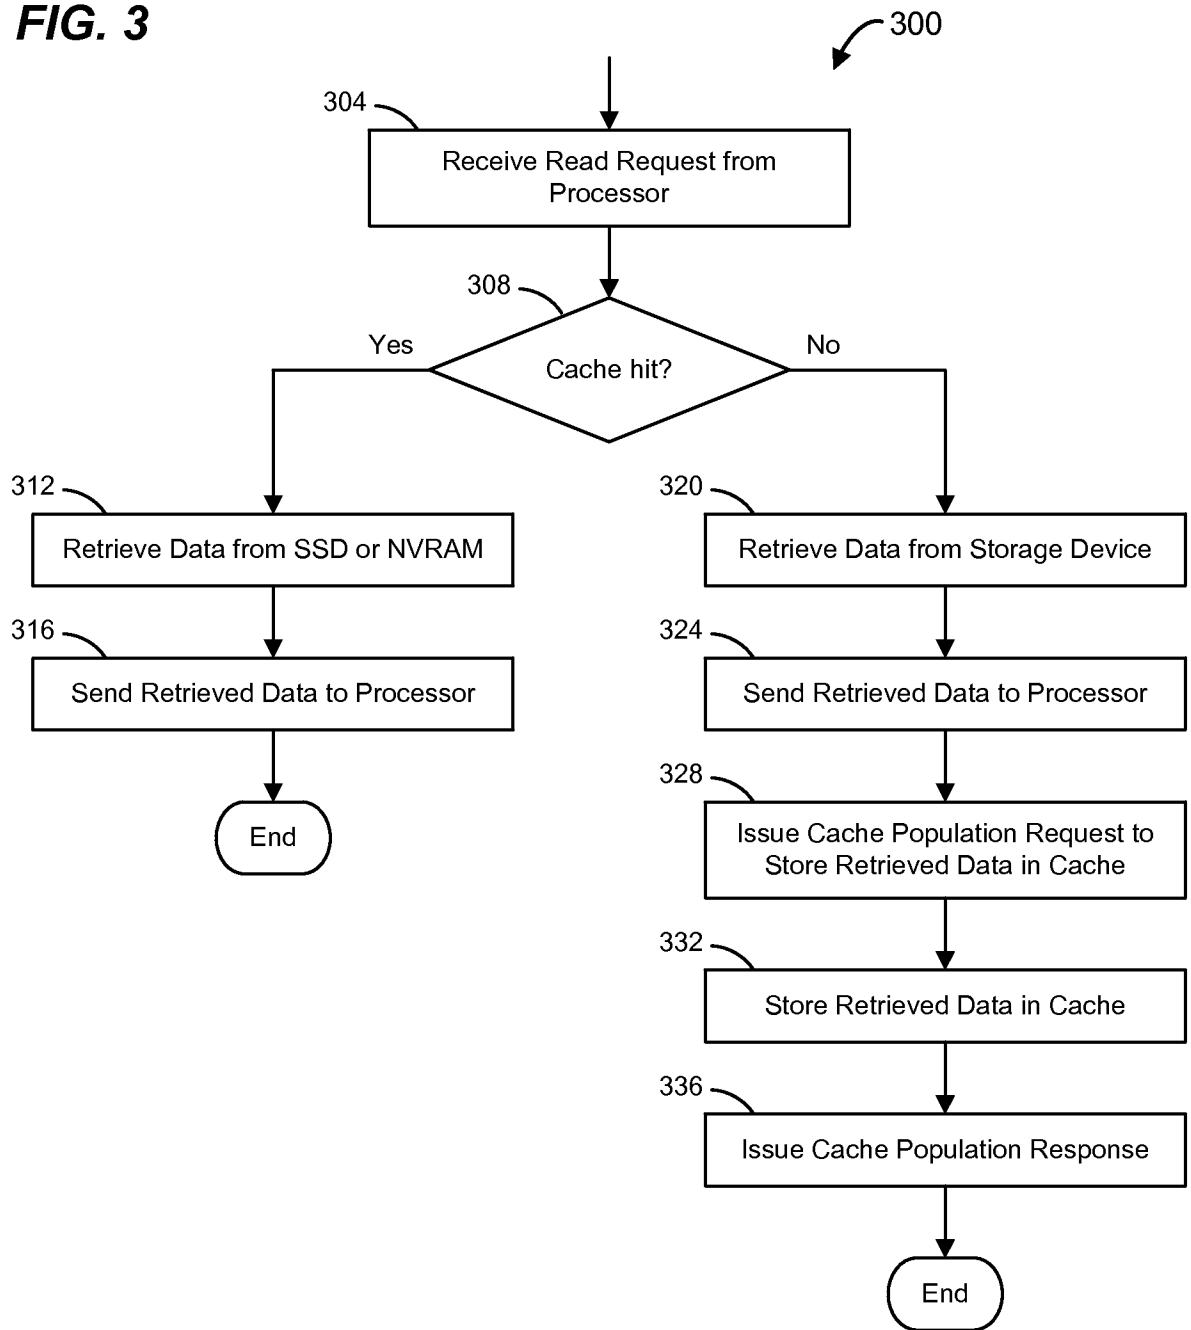 FIG. 3
300
304
Receive Read Request from
Processor
308
Yes
No
Cache hit?
312
Retrieve Data from SSD or NVRAM
316
Send Retrieved Data to Processor
End
320
Retrieve Data from Storage Device
324
Send Retrieved Data to Processor
328
Issue Cache Population Request to
Store Retrieved Data in Cache
332
Store Retrieved Data in Cache
336
Issue Cache Population Response
End